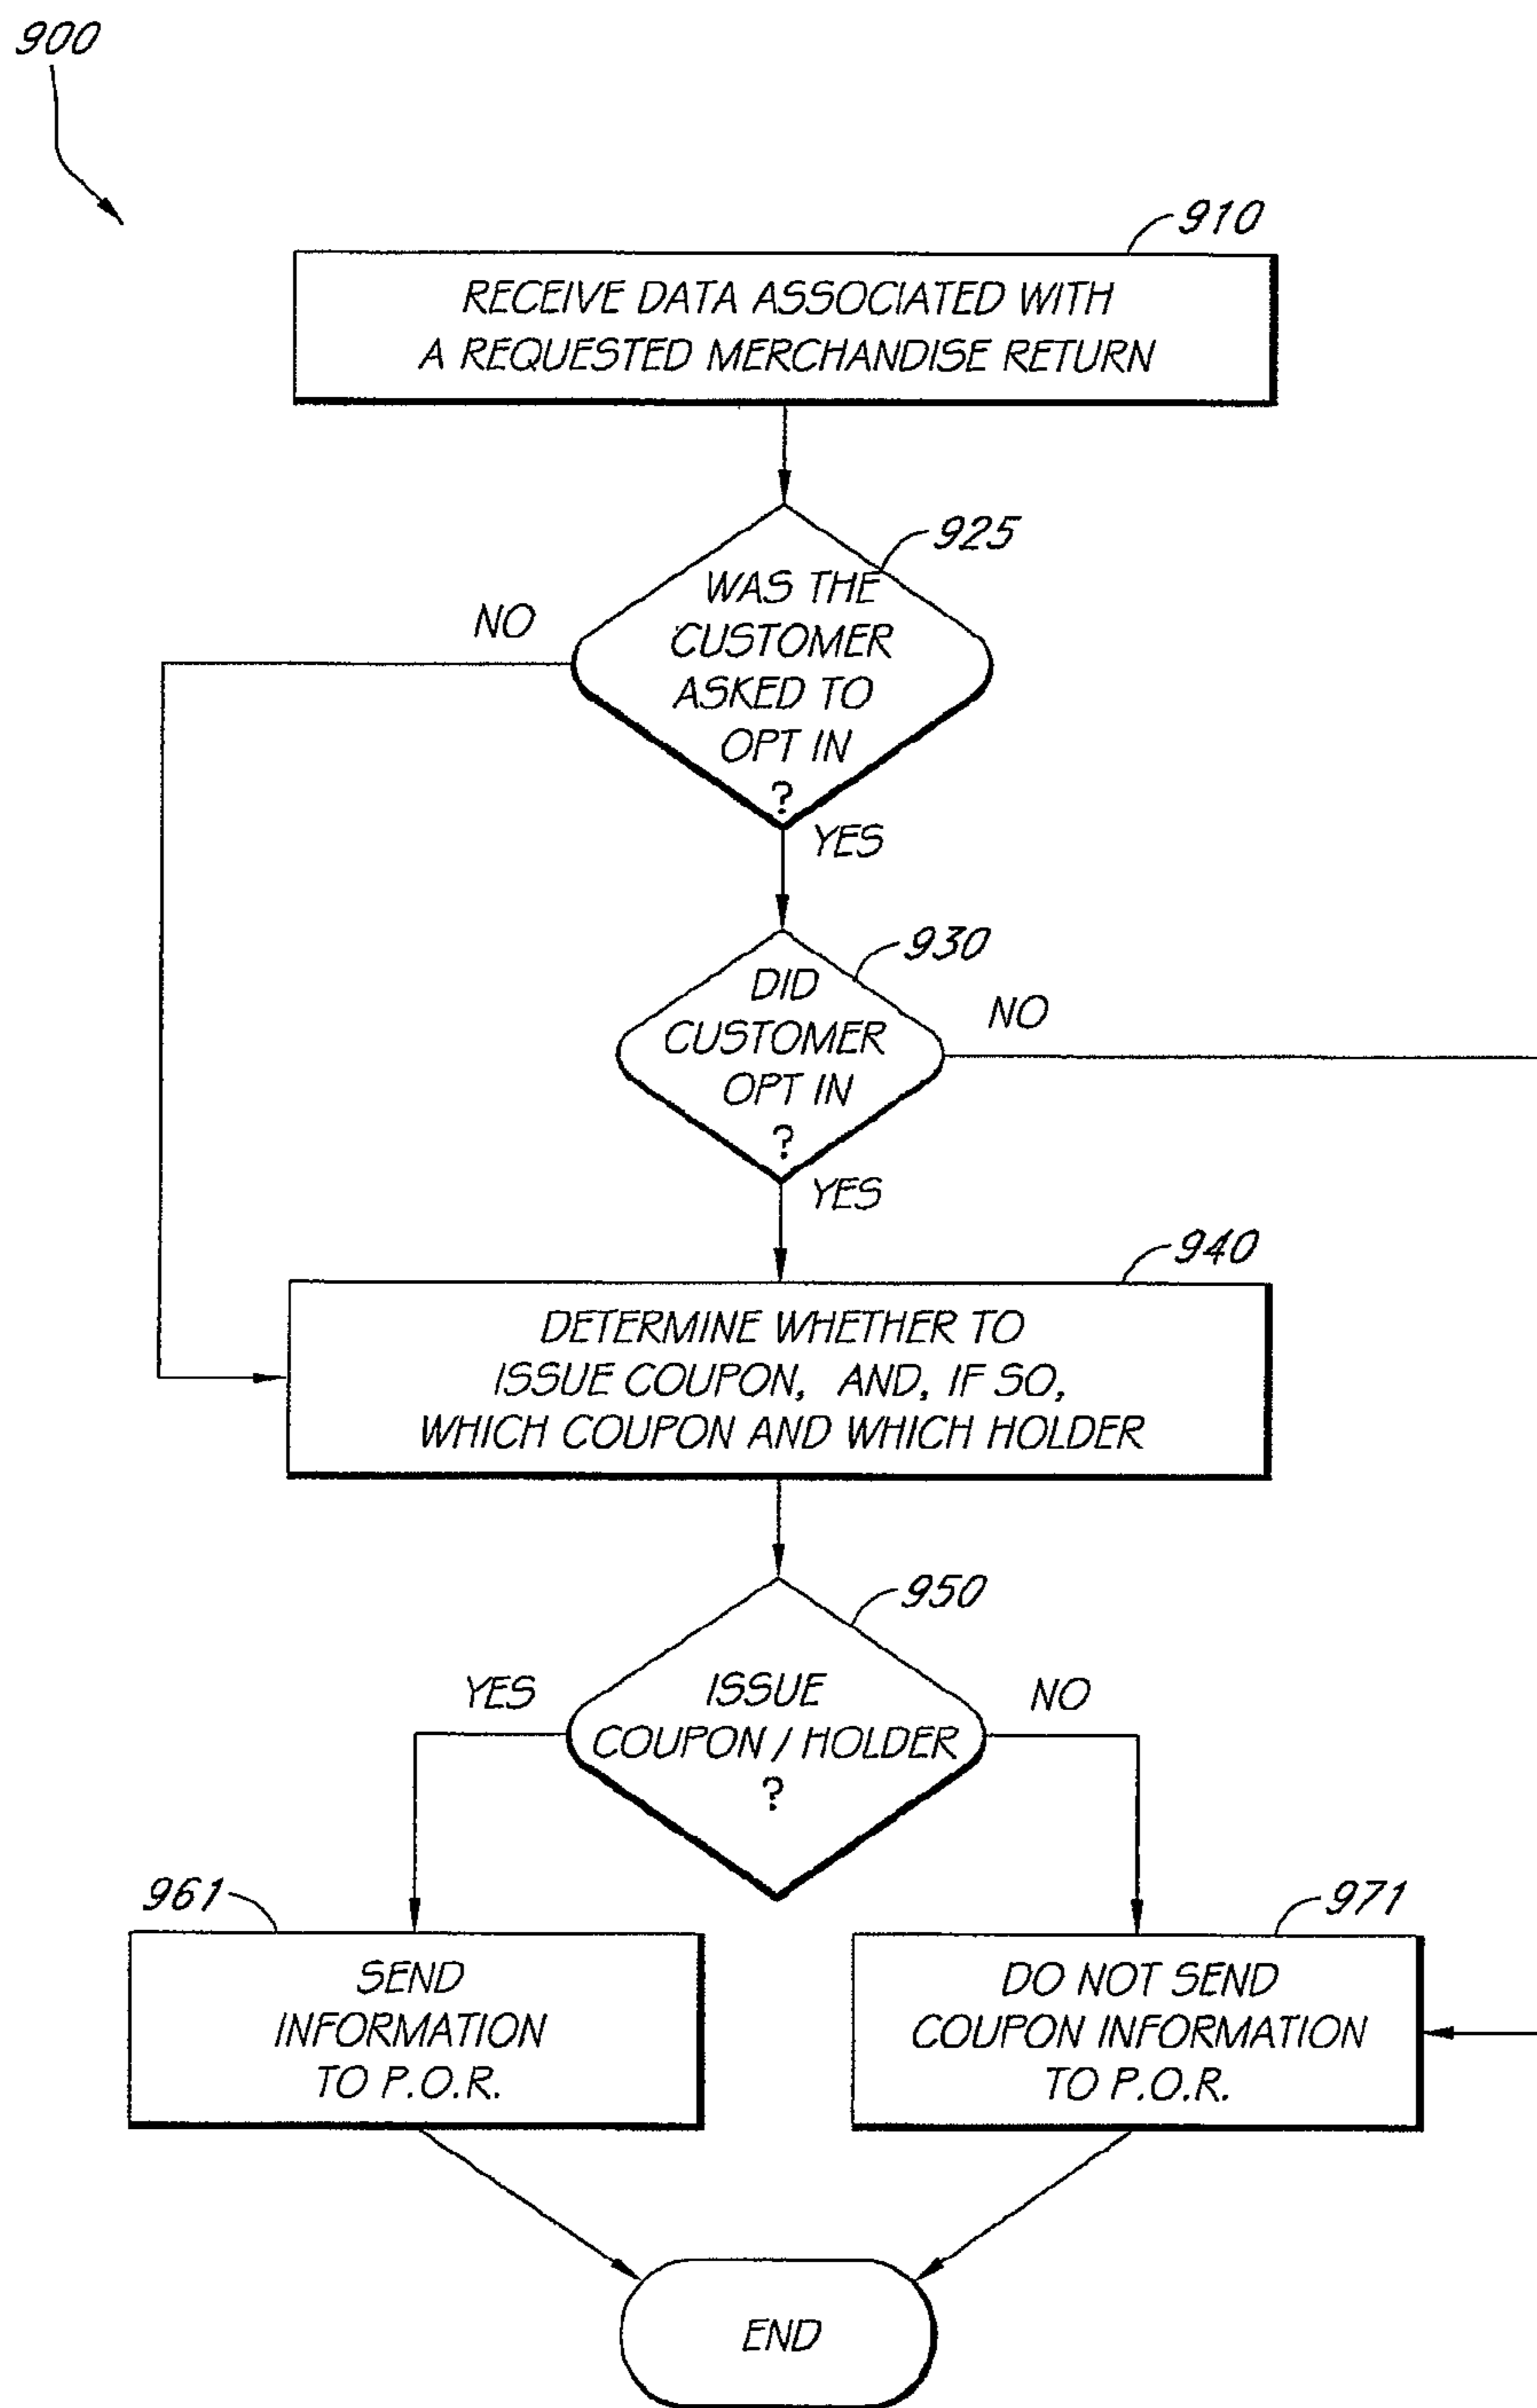 900
910
RECEIVE DATA ASSOCIATED WITH
A REQUESTED MERCHANDISE RETURN
925
WAS THE
CUSTOMER
ASKED TO
OPT IN
?
NO
YES
930
DID
CUSTOMER
OPT IN
?
NO
YES
940
DETERMINE WHETHER TO
ISSUE COUPON, AND, IF SO,
WHICH COUPON AND WHICH HOLDER
950
ISSUE
COUPON / HOLDER
?
YES
NO
961
SEND
INFORMATION
TO P.O.R.
971
DO NOT SEND
COUPON INFORMATION
TO P.O.R.
END